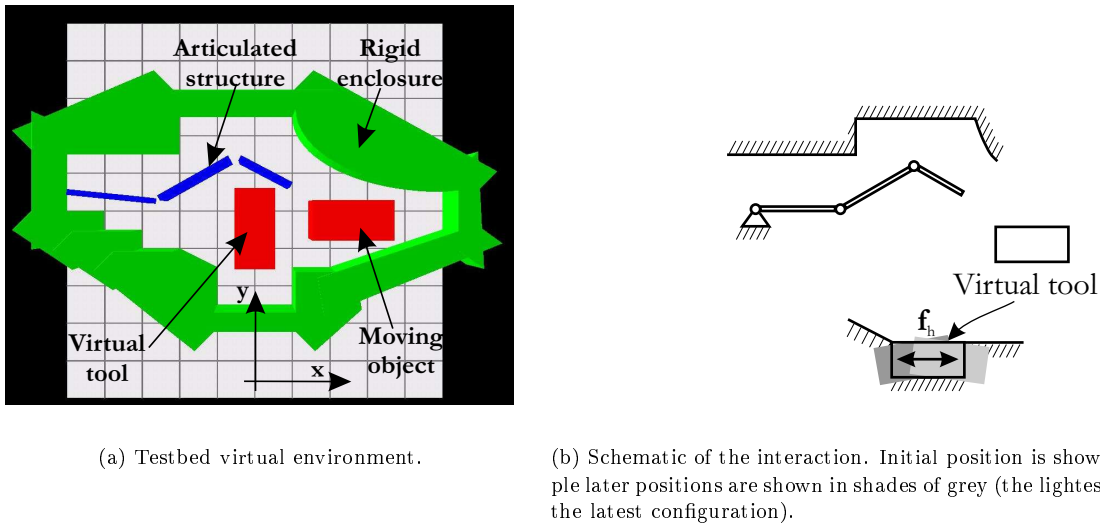 Articulated
structure
Rigid
enclosure
y
x
Virtual
tool
Moving
object
Virtual tool
fh
(a) Testbed virtual environment.
(b) Schematic of the interaction. Initial position is show
ple later positions are shown in shades of grey (the lightes
the latest configuration).